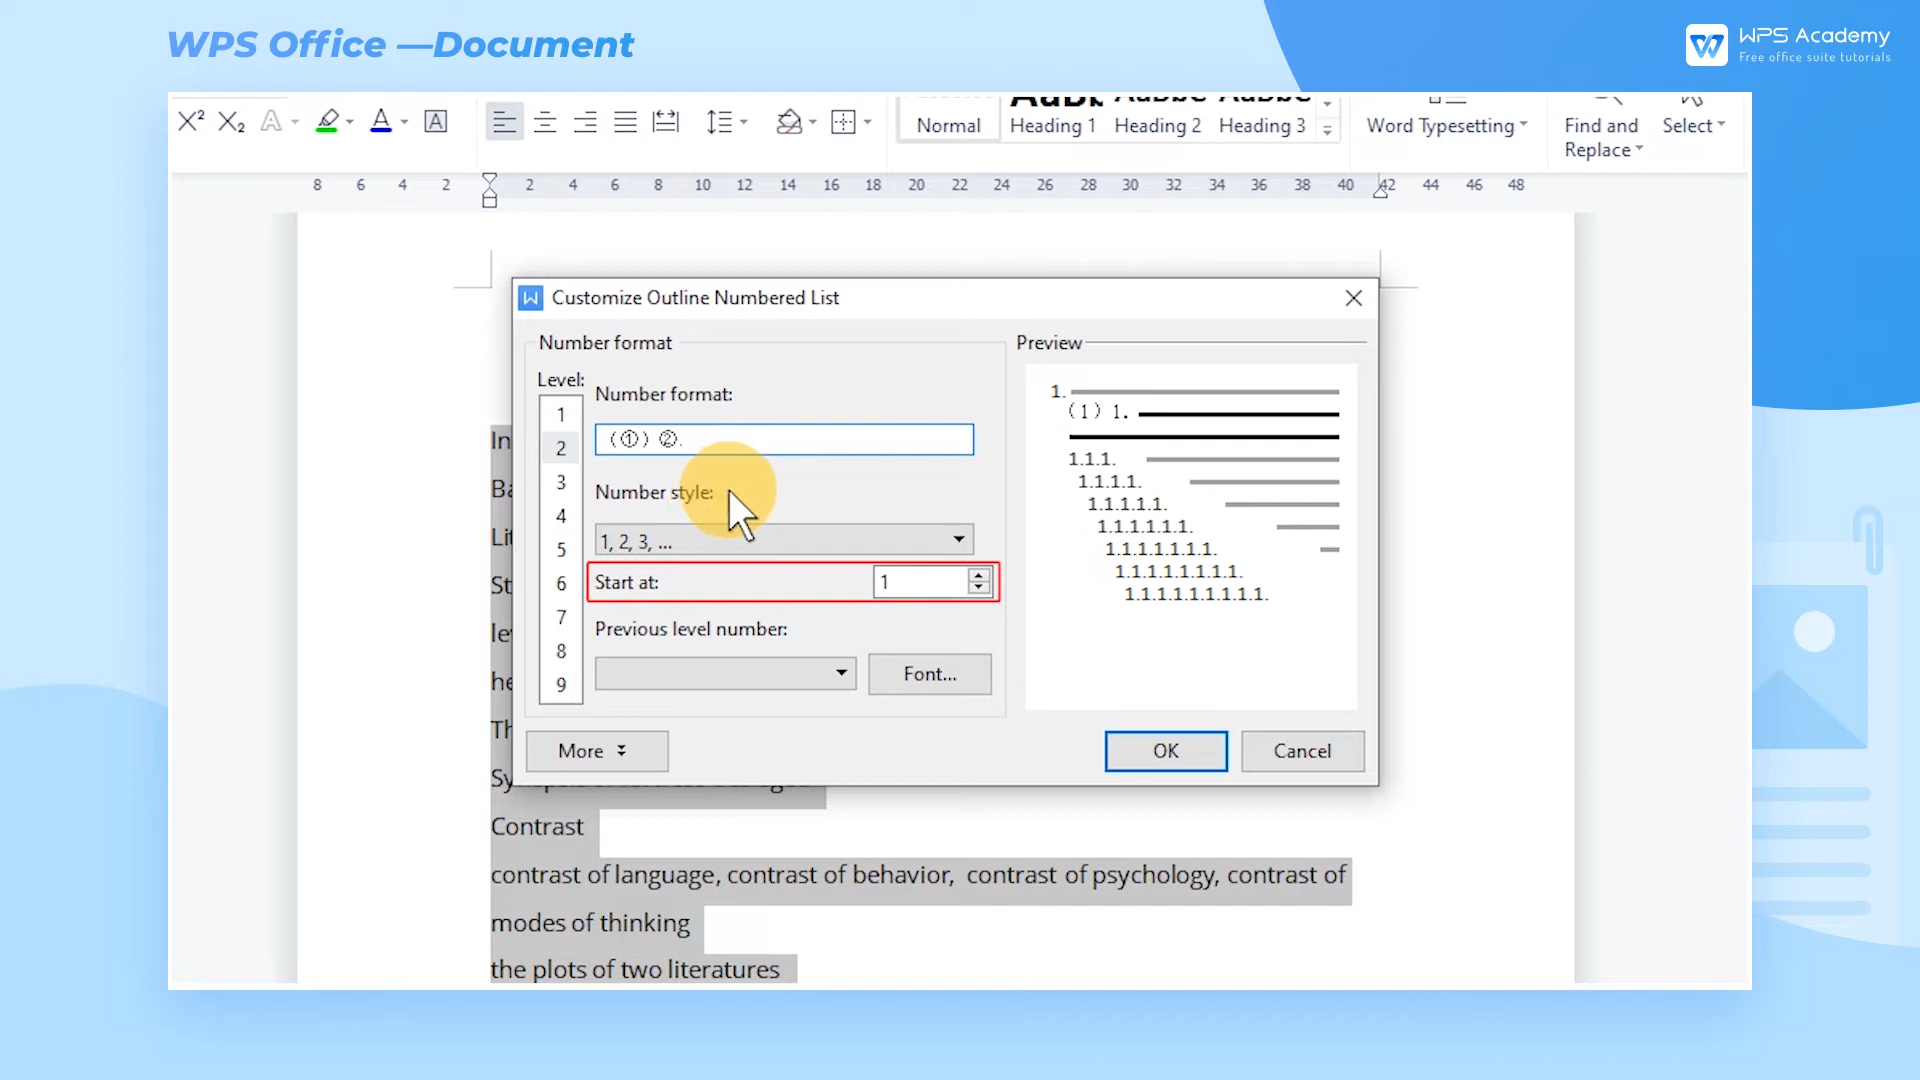 WPS Office —Document
WPS Academy
Free office suite tutorials
X² X₂ A A A
Normal Heading 1 Heading 2 Heading 3 Word Typesetting Find and Replace Select
8 6 4 2 2 4 6 8 10 12 14 16 18 20 22 24 26 28 30 32 34 36 38 40 42 44 46 48
Customize Outline Numbered List
Number format
Level:
1
2
3
4
5
6
7
8
9
Number format:
(①) ②.
Number style:
1, 2, 3, ...
Start at: 1
Previous level number:
Font...
Preview
1.
(1) 1.
1.1.1.
1.1.1.1.
1.1.1.1.1.
1.1.1.1.1.1.
1.1.1.1.1.1.1.
1.1.1.1.1.1.1.1.
1.1.1.1.1.1.1.1.1.
More
OK
Cancel
Contrast
contrast of language, contrast of behavior, contrast of psychology, contrast of
modes of thinking
the plots of two literatures